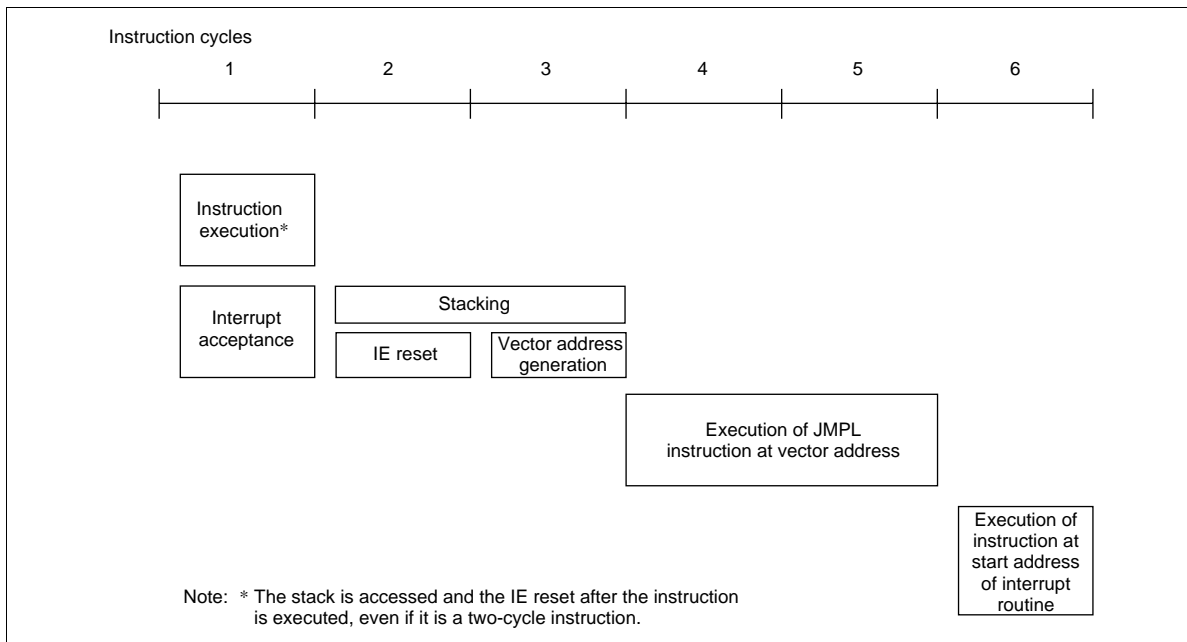 Instruction cycles
1 2 3 4 5 6
Instruction
execution*
Interrupt
acceptance
Stacking
IE reset
Vector address
generation
Execution of JMPL
instruction at vector address
Execution of
instruction at
start address
of interrupt
routine
Note: * The stack is accessed and the IE reset after the instruction
is executed, even if it is a two-cycle instruction.